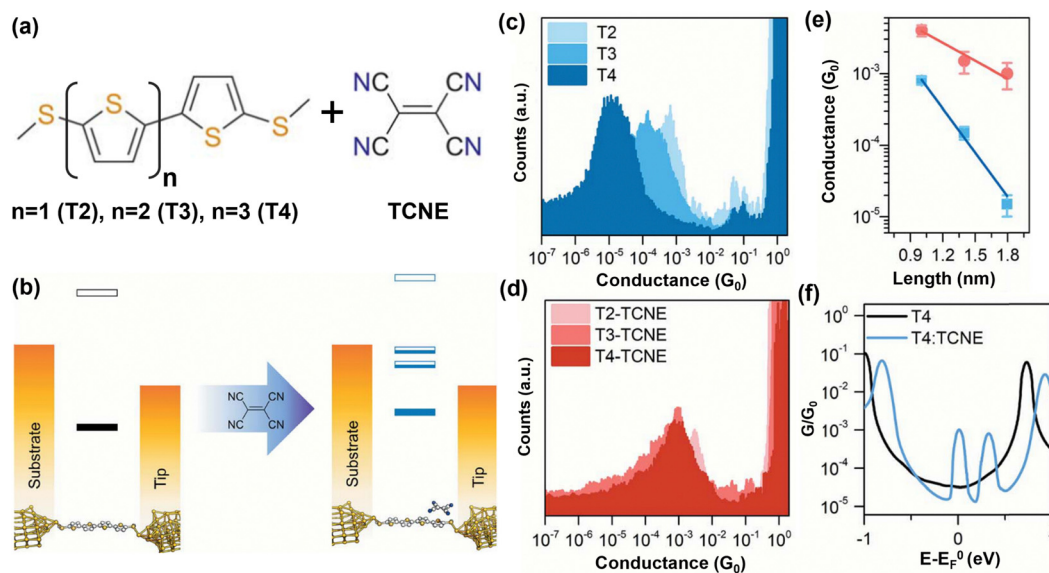 (a)
S
S
S
S
n
+
NC
CN
NC
CN
n=1 (T2), n=2 (T3), n=3 (T4)
TCNE
(b)
Substrate
Tip
CN
CN
CN
CN
Substrate
Tip
(c)
T2
T3
T4
Counts (a.u.)
10⁻⁷ 10⁻⁶ 10⁻⁵ 10⁻⁴ 10⁻³ 10⁻² 10⁻¹ 10⁰
Conductance (G₀)
(d)
T2-TCNE
T3-TCNE
T4-TCNE
Counts (a.u.)
10⁻⁷ 10⁻⁶ 10⁻⁵ 10⁻⁴ 10⁻³ 10⁻² 10⁻¹ 10⁰
Conductance (G₀)
(e)
Conductance (G₀)
10⁻³
10⁻⁴
10⁻⁵
0.9 1.2 1.5 1.8
Length (nm)
(f)
T4
T4:TCNE
G/G₀
10⁰
10⁻¹
10⁻²
10⁻³
10⁻⁴
10⁻⁵
-1 0 1
E-E_F⁰ (eV)